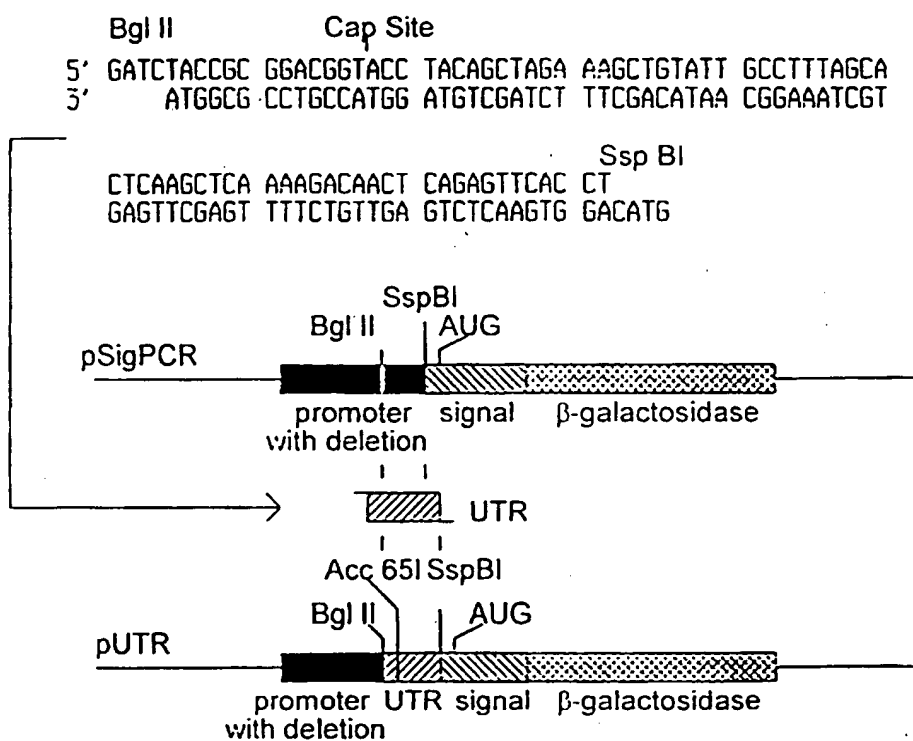 Bgl II Cap Site
5' GATCTACCGC GGACGGTACC TACAGCTAGA AAGCTGTATT GCCTTTAGCA
3' ATGGCG CCTGCCATGG ATGTCGATCT TTCGACATAA CGGAAATCGT
Ssp BI
CTCAAGCTCA AAAGACAACT CAGAGTTCAC CT
GAGTTCGAGT TTTCTGTTGA GTCTCAAGTG GACATG
SspBI
Bgl II AUG
pSigPCR
promoter signal β-galactosidase
with deletion
UTR
Acc 65I SspBI
Bgl II AUG
pUTR
promoter UTR signal β-galactosidase
with deletion